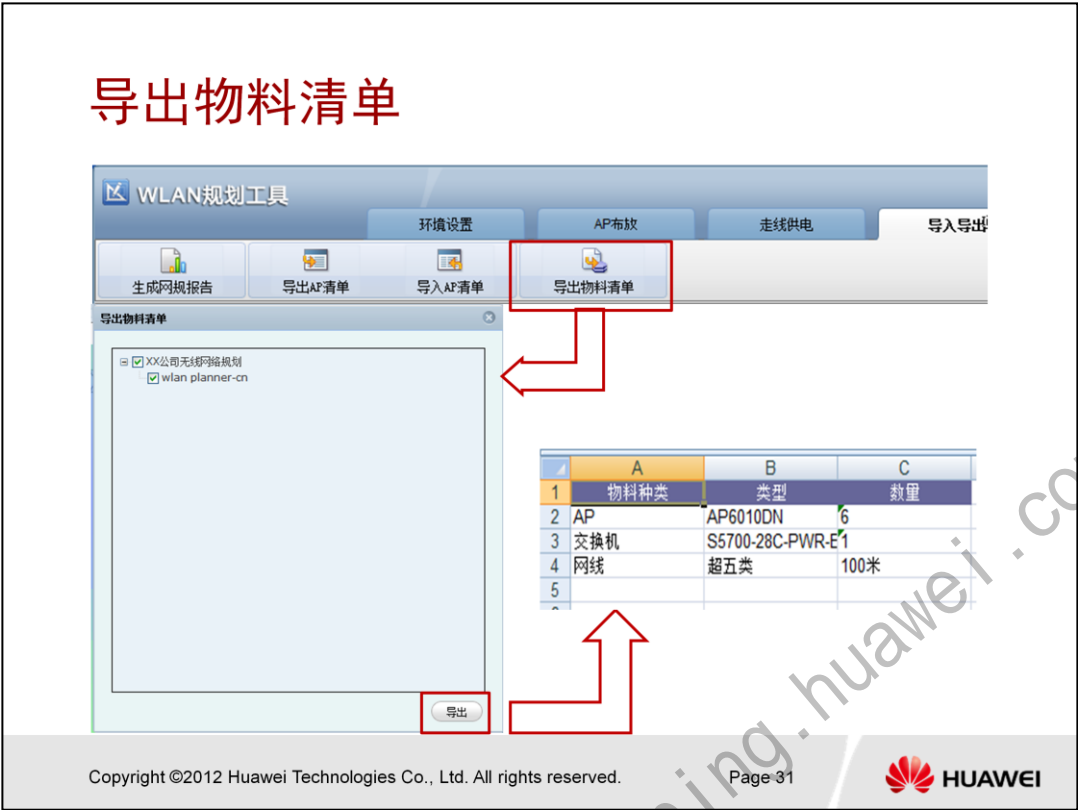 导出物料清单
WLAN规划工具
环境设置 AP布放 走线供电 导入导出
生成网规报告 导出AP清单 导入AP清单 导出物料清单
导出物料清单
XX公司无线网络规划
wlan planner-cn
A B C
1 物料种类 类型 数量
2 AP AP6010DN 6
3 交换机 S5700-28C-PWR-E 1
4 网线 超五类 100米
5
导出
Copyright ©2012 Huawei Technologies Co., Ltd. All rights reserved. Page 31 HUAWEI
ing.huawei.co